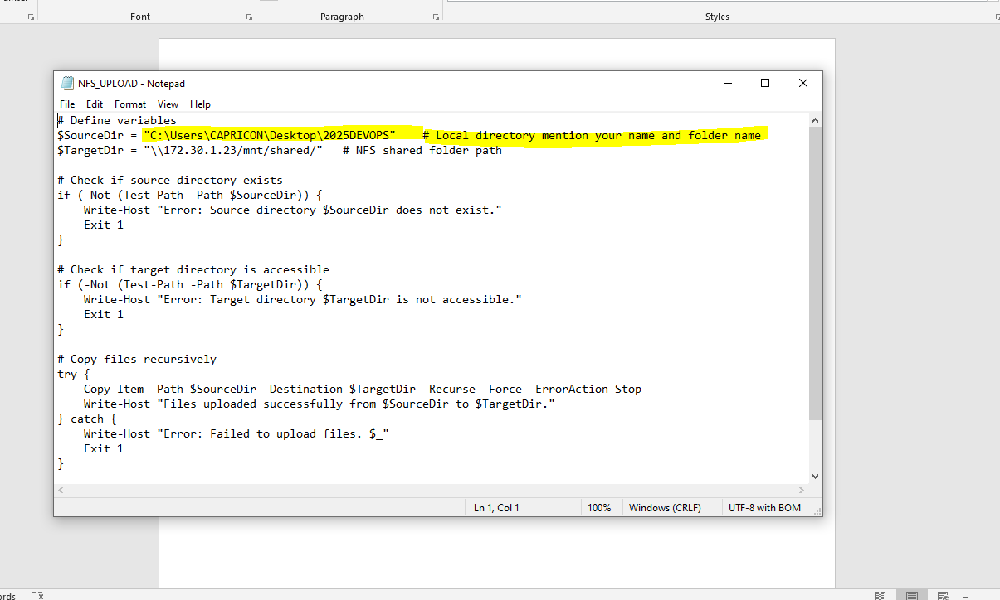 Font Paragraph Styles
NFS_UPLOAD - Notepad
File Edit Format View Help
# Define variables
$SourceDir = "C:\Users\CAPRICON\Desktop\2025DEVOPS"    # Local directory mention your name and folder name
$TargetDir = "\\172.30.1.23/mnt/shared/"   # NFS shared folder path
# Check if source directory exists
if (-Not (Test-Path -Path $SourceDir)) {
    Write-Host "Error: Source directory $SourceDir does not exist."
    Exit 1
}
# Check if target directory is accessible
if (-Not (Test-Path -Path $TargetDir)) {
    Write-Host "Error: Target directory $TargetDir is not accessible."
    Exit 1
}
# Copy files recursively
try {
    Copy-Item -Path $SourceDir -Destination $TargetDir -Recurse -Force -ErrorAction Stop
    Write-Host "Files uploaded successfully from $SourceDir to $TargetDir."
} catch {
    Write-Host "Error: Failed to upload files. $_"
    Exit 1
}
Ln 1, Col 1 100% Windows (CRLF) UTF-8 with BOM